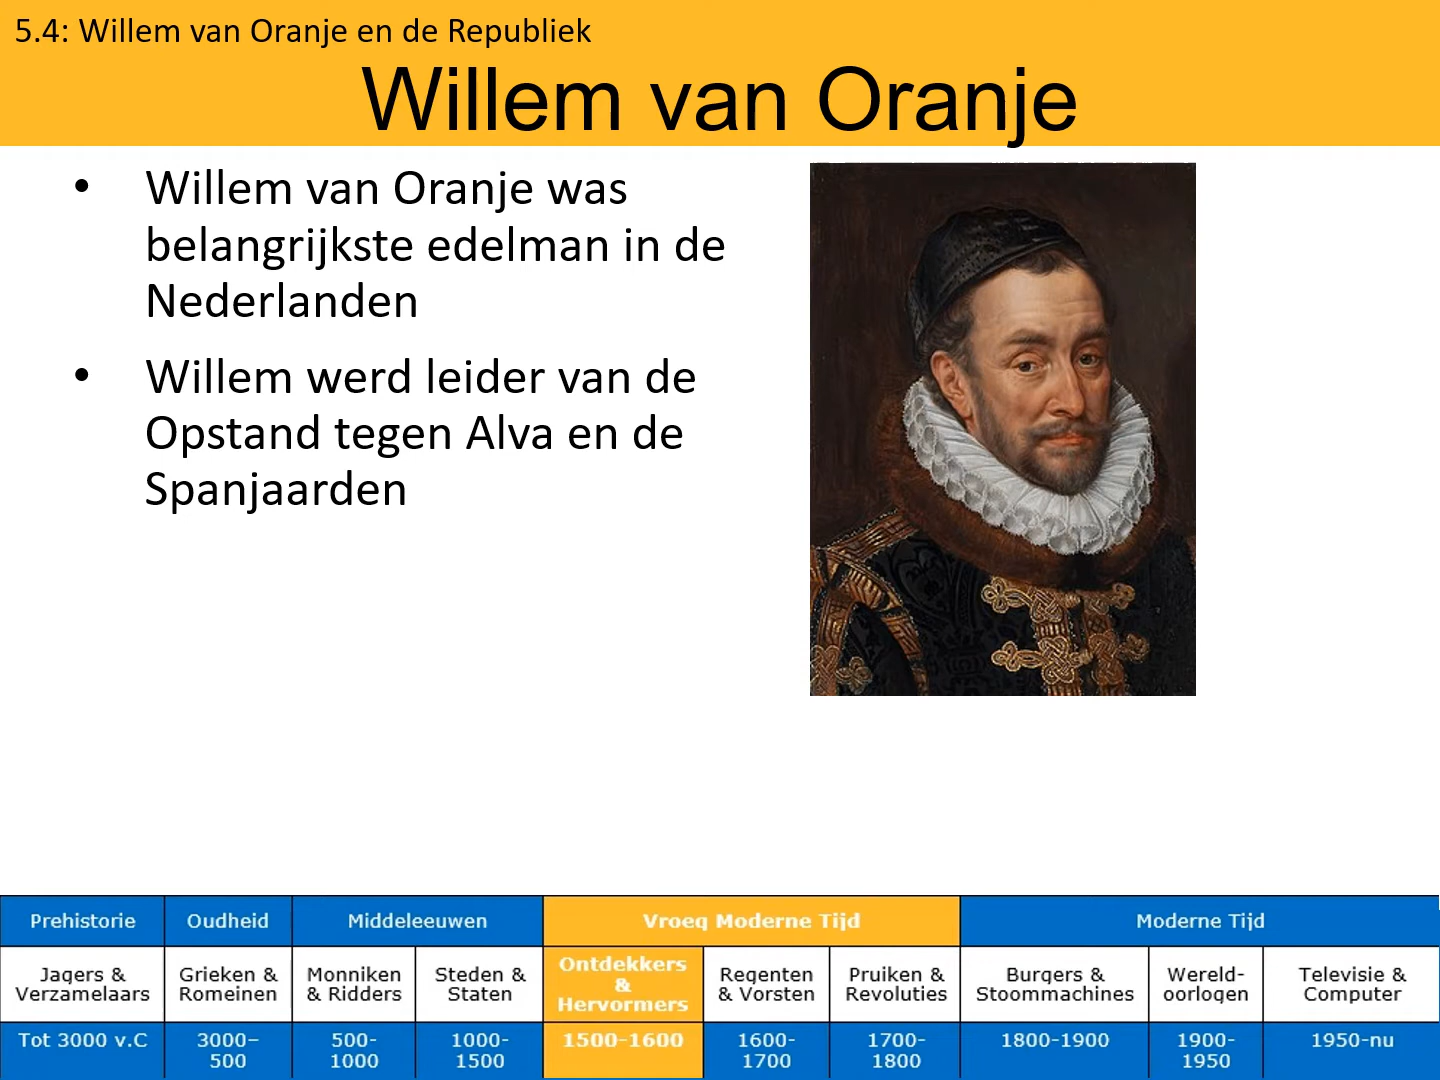 5.4: Willem van Oranje en de Republiek
Willem van Oranje
• Willem van Oranje was
belangrijkste edelman in de
Nederlanden
• Willem werd leider van de
Opstand tegen Alva en de
Spanjaarden
Prehistorie Oudheid Middeleeuwen Vroeg Moderne Tijd Moderne Tijd
Jagers & Grieken & Monniken Steden & Ontdekkers Regenten Pruiken & Burgers & Wereld- Televisie &
Verzamelaars Romeinen & Ridders Staten & & Vorsten Revoluties Stoommachines oorlogen Computer
Hervormers
Tot 3000 v.C 3000– 500- 1000- 1500-1600 1600- 1700- 1800-1900 1900- 1950-nu
500 1000 1500 1700 1800 1950